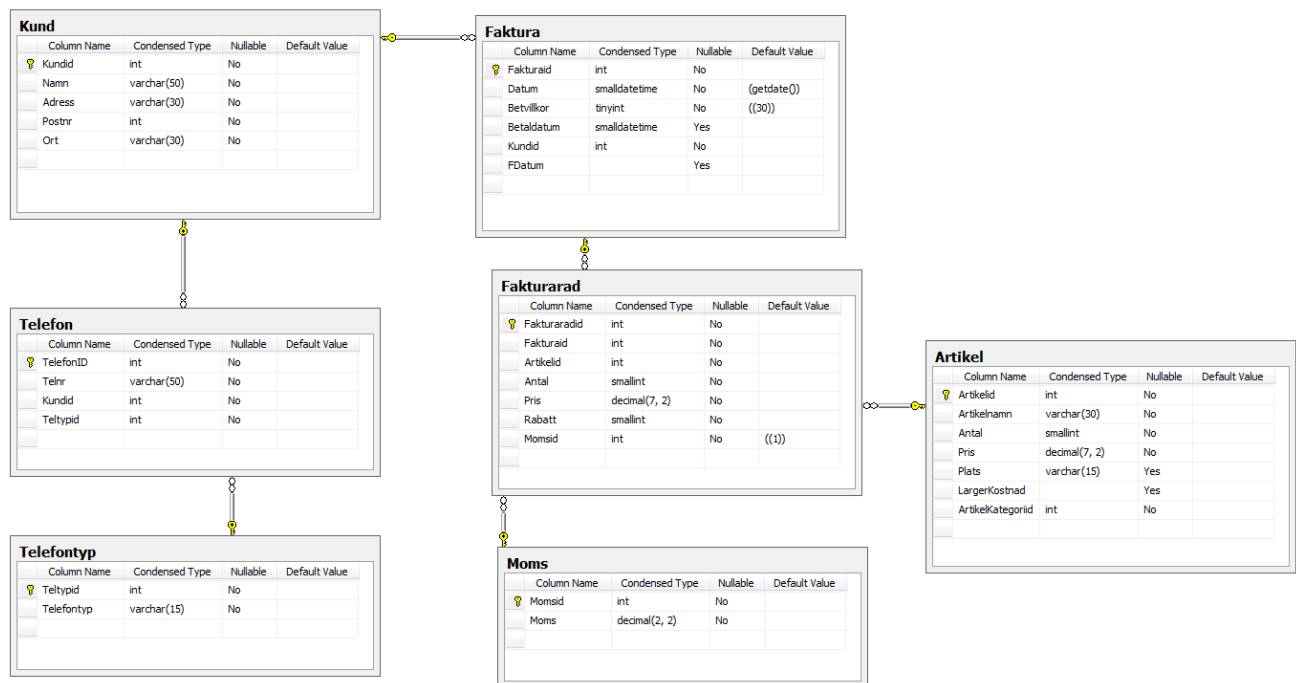 Kund
Column Name Condensed Type Nullable Default Value
Kundid int No
Namn varchar(50) No
Adress varchar(30) No
Postnr int No
Ort varchar(30) No
Faktura
Column Name Condensed Type Nullable Default Value
Fakturaid int No
Datum smalldatetime No (getdate())
Betvillkor tinyint No ((30))
Betaldatum smalldatetime Yes
Kundid int No
FDatum Yes
Telefon
Column Name Condensed Type Nullable Default Value
TelefonID int No
Telnr varchar(50) No
Kundid int No
Teltypid int No
Fakturarad
Column Name Condensed Type Nullable Default Value
Fakturaradid int No
Fakturaid int No
Artikelid int No
Antal smallint No
Pris decimal(7, 2) No
Rabatt smallint No
Momsid int No ((1))
Artikel
Column Name Condensed Type Nullable Default Value
Artikelid int No
Artikelnamn varchar(30) No
Antal smallint No
Pris decimal(7, 2) No
Plats varchar(15) Yes
LargerKostnad Yes
ArtikelKategoriid int No
Telefontyp
Column Name Condensed Type Nullable Default Value
Teltypid int No
Telefontyp varchar(15) No
Moms
Column Name Condensed Type Nullable Default Value
Momsid int No
Moms decimal(2, 2) No